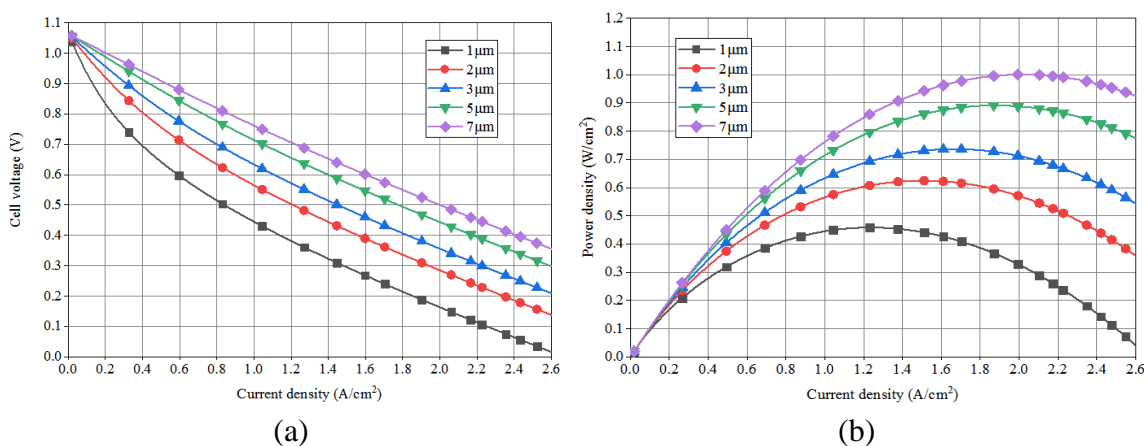 1.1
1.0
0.9
0.8
0.7
0.6
0.5
0.4
0.3
0.2
0.1
0.0
Cell voltage (V)
1μm
2μm
3μm
5μm
7μm
0.0 0.2 0.4 0.6 0.8 1.0 1.2 1.4 1.6 1.8 2.0 2.2 2.4 2.6
Current density (A/cm²)
(a)
1.2
1.1
1.0
0.9
0.8
0.7
0.6
0.5
0.4
0.3
0.2
0.1
0.0
Power density (W/cm²)
1μm
2μm
3μm
5μm
7μm
0.0 0.2 0.4 0.6 0.8 1.0 1.2 1.4 1.6 1.8 2.0 2.2 2.4 2.6
Current density (A/cm²)
(b)